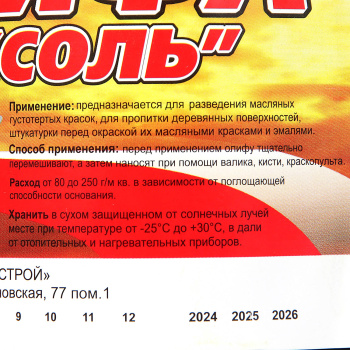 СОЛЬ"
Применение: предназначается для разведения масляных
густотертых красок, для пропитки деревянных поверхностей,
штукатурки перед окраской их масляными красками и эмалями.
Способ применения: перед применением олифу тщательно
перемешивают, а затем наносят при помощи валика, кисти, краскопульта.
Расход от 80 до 250 г/м кв. в зависимости от поглощающей
способности основания.
Хранить в сухом защищенном от солнечных лучей
месте при температуре от -25°С до +30°С, в дали
от отопительных и нагревательных приборов.
СТРОЙ»
новская, 77 пом.1
9 10 11 12 2024 2025 2026